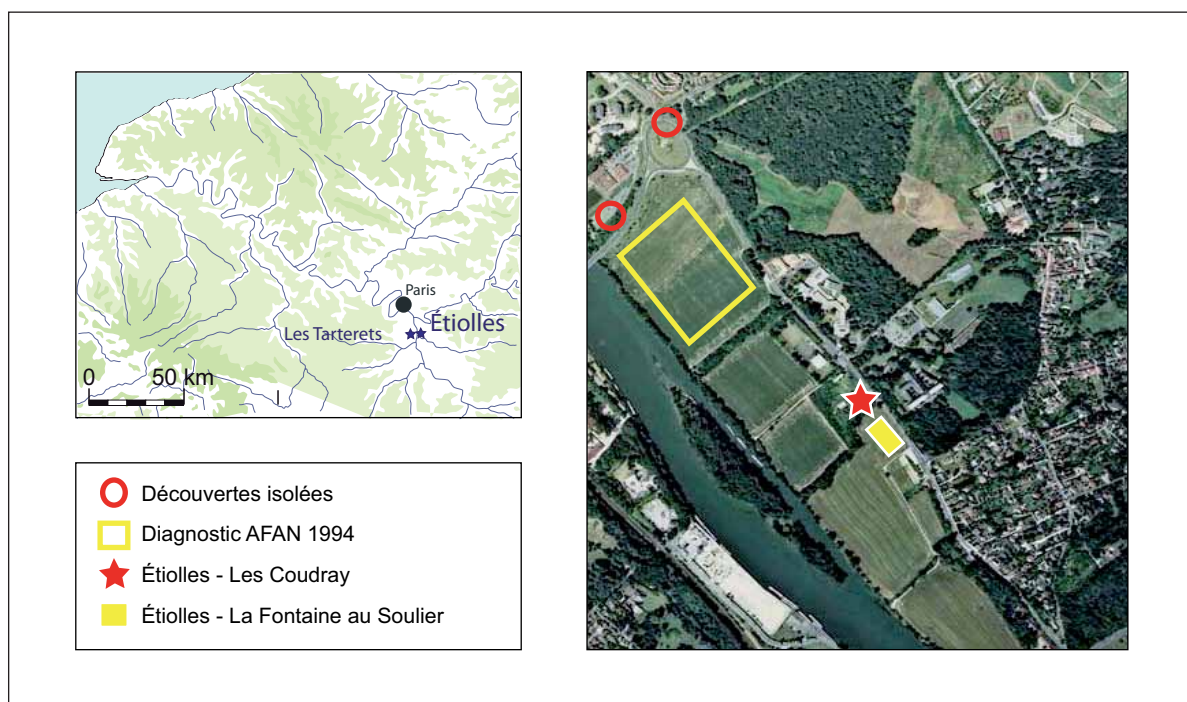 Paris
Les Tarterets Étiolles
0 50 km
Découvertes isolées
Diagnostic AFAN 1994
Étiolles - Les Coudray
Étiolles - La Fontaine au Soulier